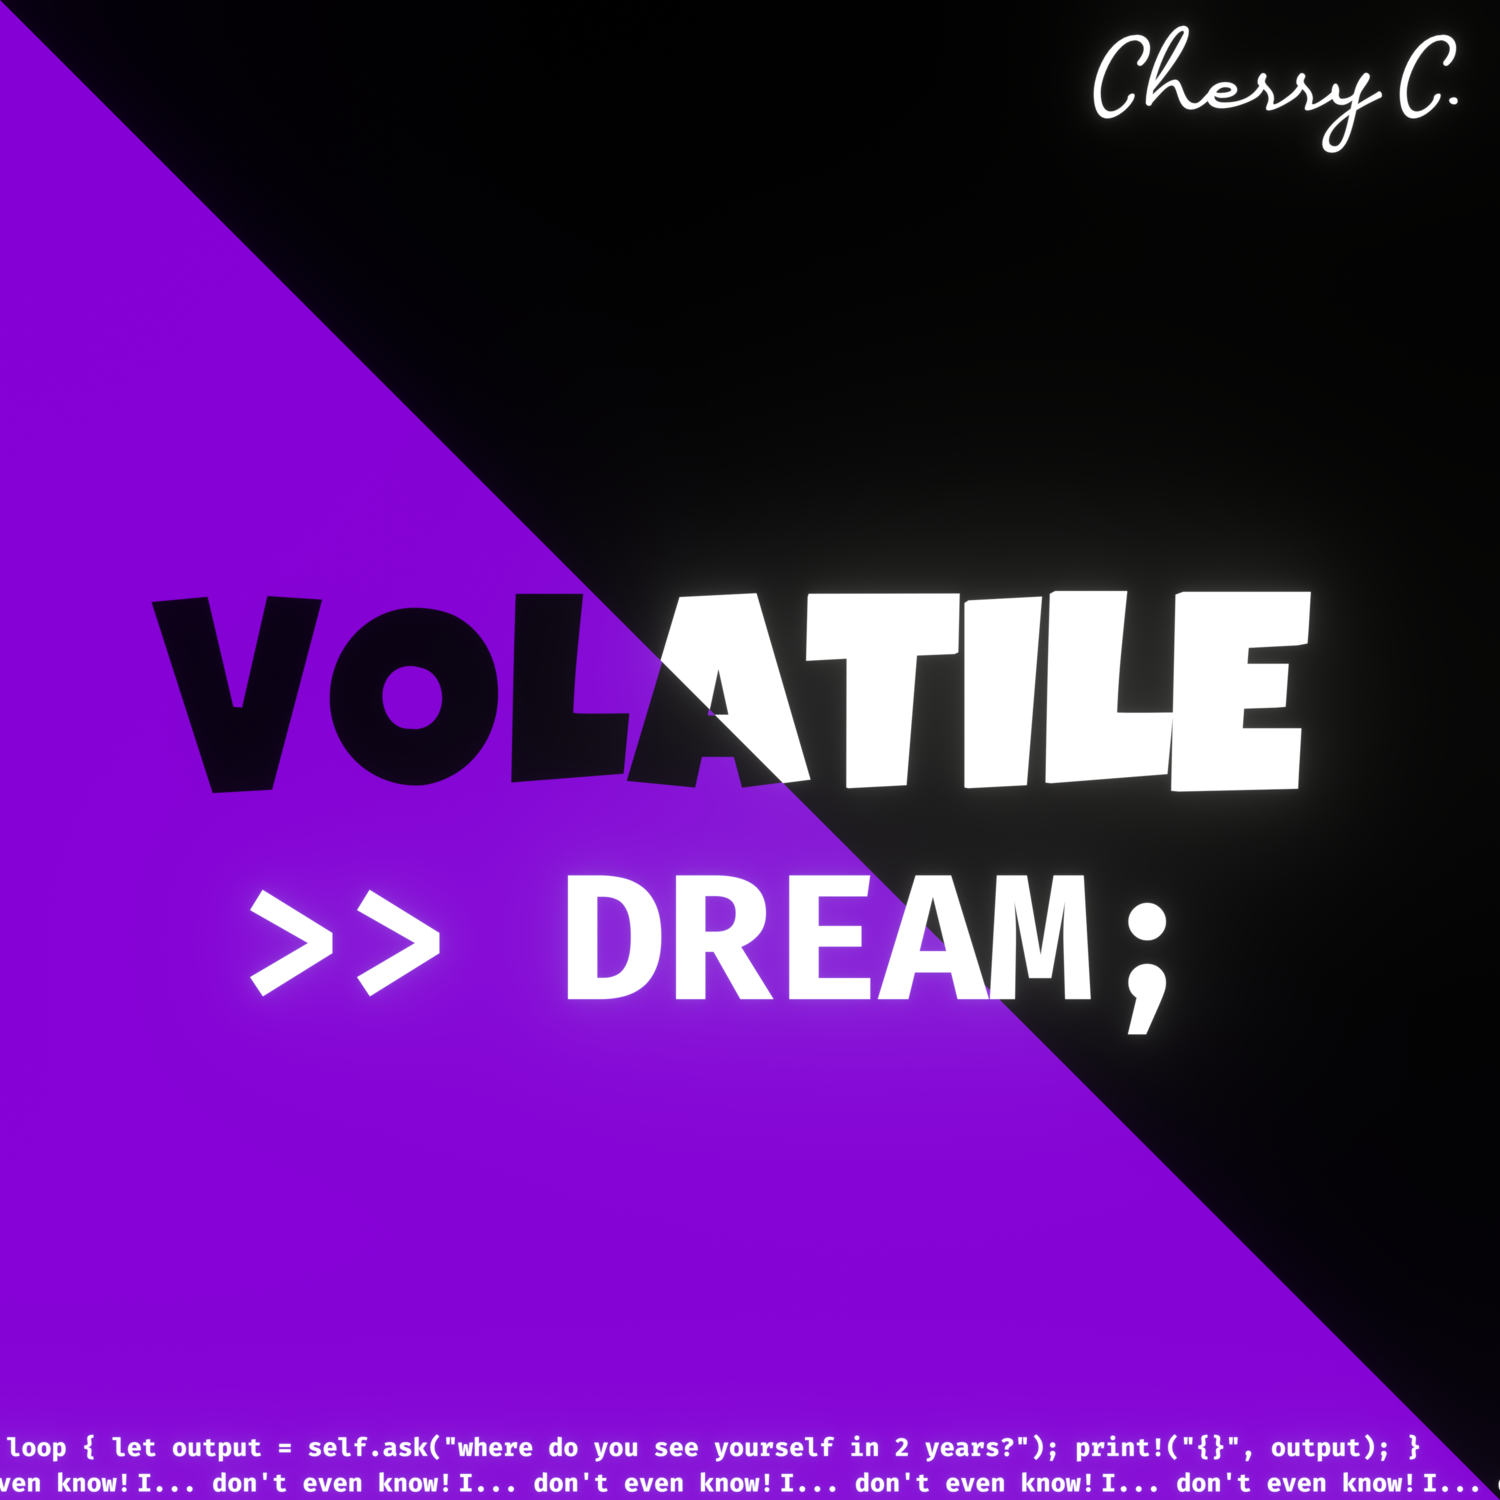 Cherry C.
VOLATILE
>> DREAM;
loop { let output = self.ask("where do you see yourself in 2 years?"); print!("{}", output); }
ven know!I... don't even know!I... don't even know!I... don't even know!I... don't even know!I...